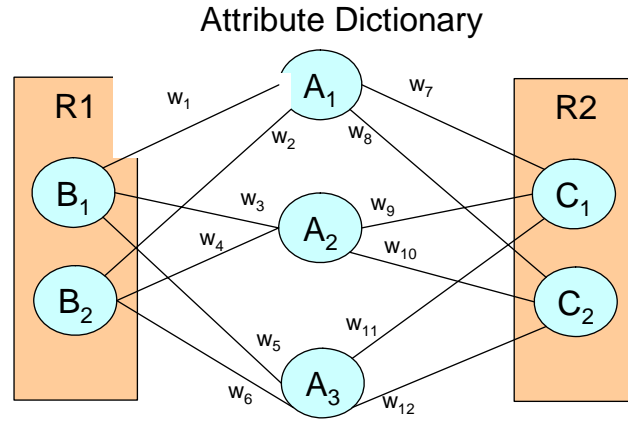 Attribute Dictionary
R1
R2
A₁
A₂
A₃
B₁
B₂
C₁
C₂
w₁
w₂
w₃
w₄
w₅
w₆
w₇
w₈
w₉
w₁₀
w₁₁
w₁₂